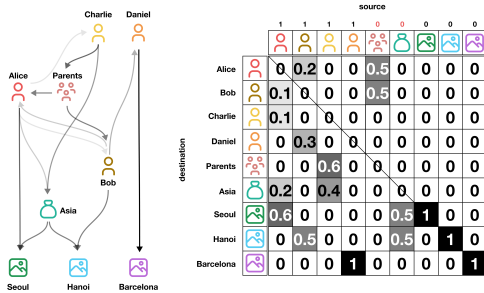 Charlie Daniel
Alice Parents
Bob
Asia
Seoul Hanoi Barcelona
source
1 1 1 1 0 0 0 0 0
destination
Alice 0 0.2 0 0 0.5 0 0 0 0
Bob 0.1 0 0 0 0.5 0 0 0 0
Charlie 0.1 0 0 0 0 0 0 0 0
Daniel 0 0.3 0 0 0 0 0 0 0
Parents 0 0 0.6 0 0 0 0 0 0
Asia 0.2 0 0.4 0 0 0 0 0 0
Seoul 0.6 0 0 0 0 0.5 1 0 0
Hanoi 0 0.5 0 0 0 0.5 0 1 0
Barcelona 0 0 0 1 0 0 0 0 1